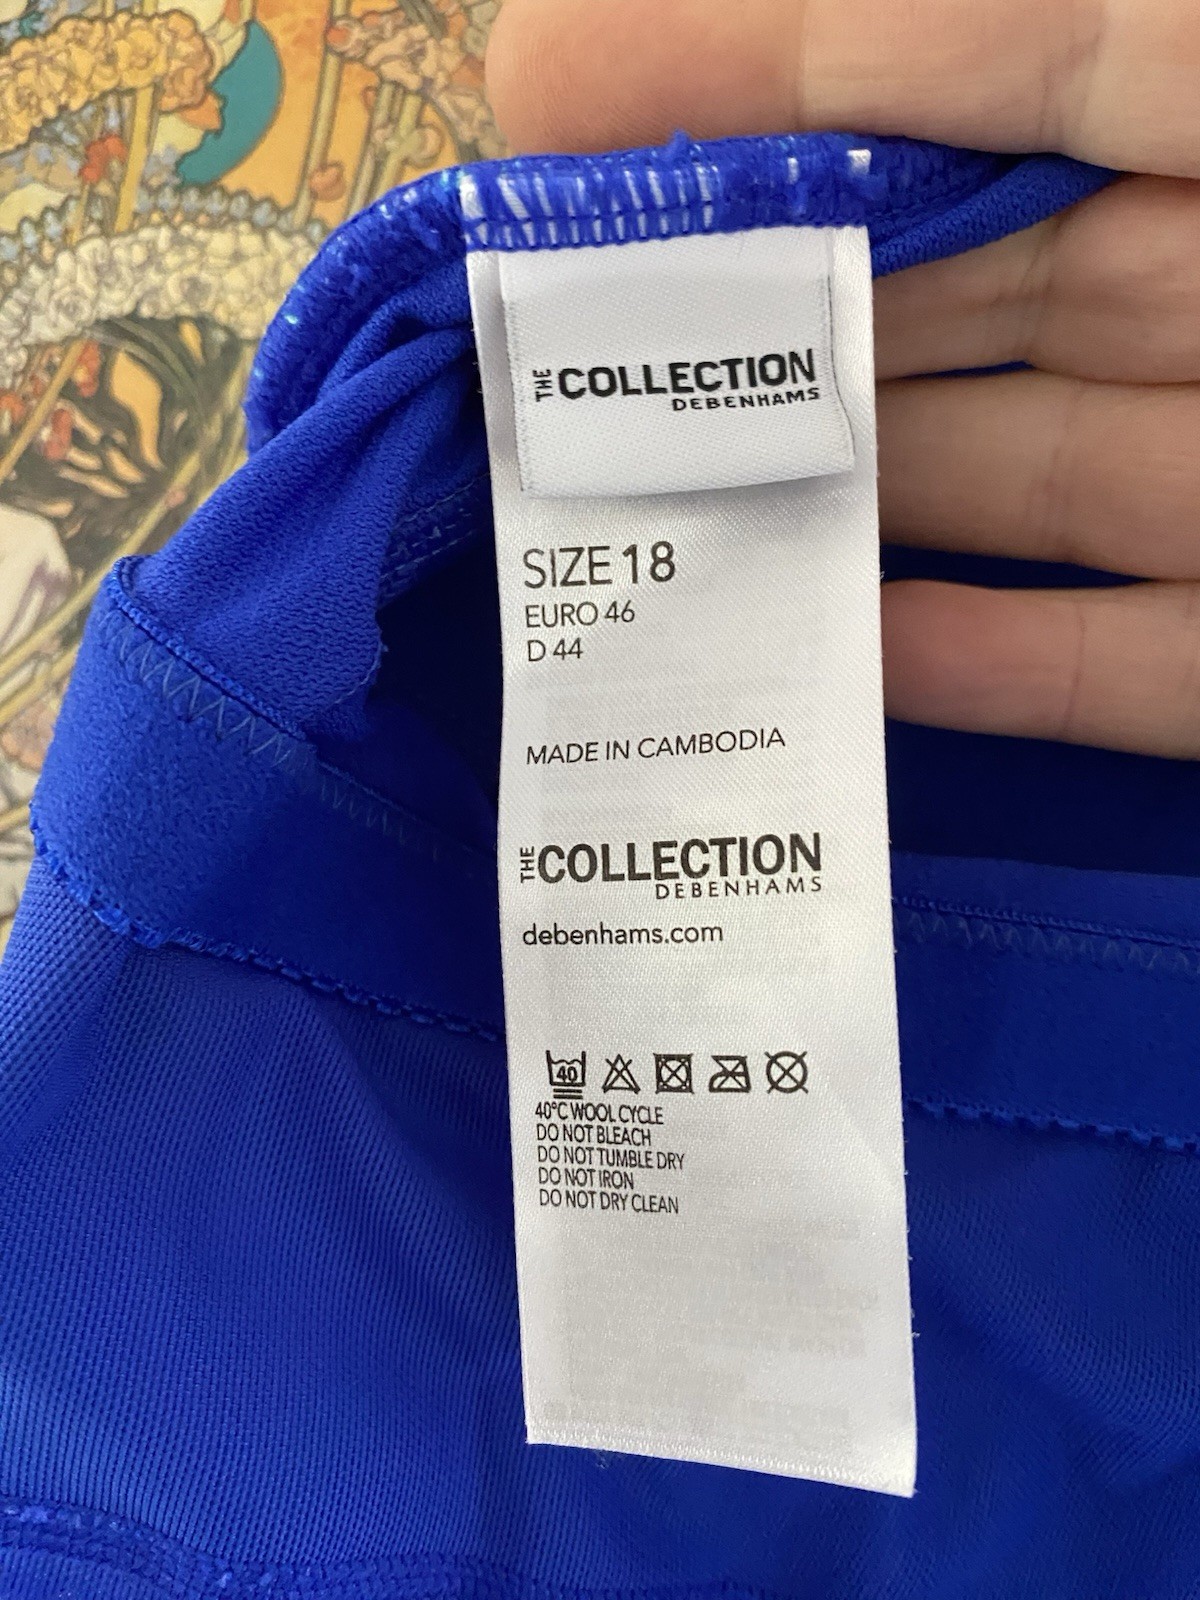 THE COLLECTION
DEBENHAMS
SIZE 18
EURO 46
D 44
MADE IN CAMBODIA
THE COLLECTION
DEBENHAMS
debenhams.com
40
40°C WOOL CYCLE
DO NOT BLEACH
DO NOT TUMBLE DRY
DO NOT IRON
DO NOT DRY CLEAN